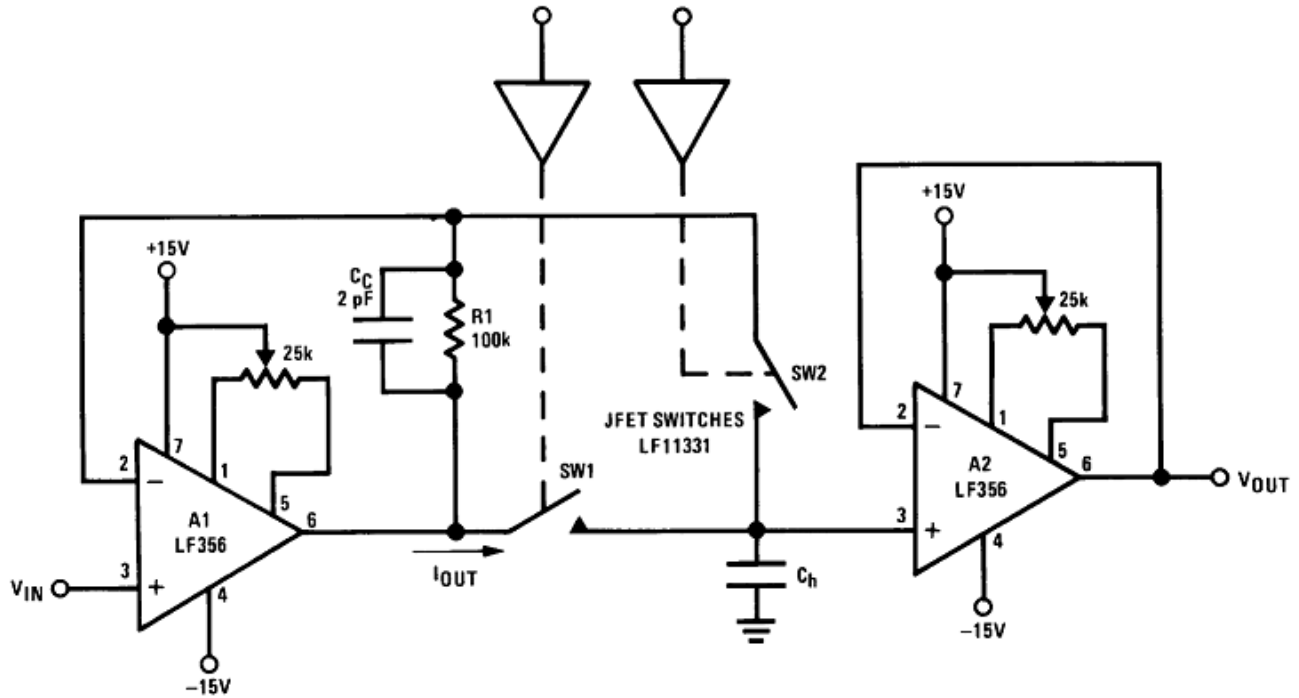 +15V
7
25k
1
5
2
−
A1
LF356
6
3
+
4
VIN
−15V
CC
2 pF
R1
100k
IOUT
SW1
SW2
JFET SWITCHES
LF11331
Ch
+15V
7
25k
1
5
2
−
A2
LF356
6
3
+
4
−15V
VOUT